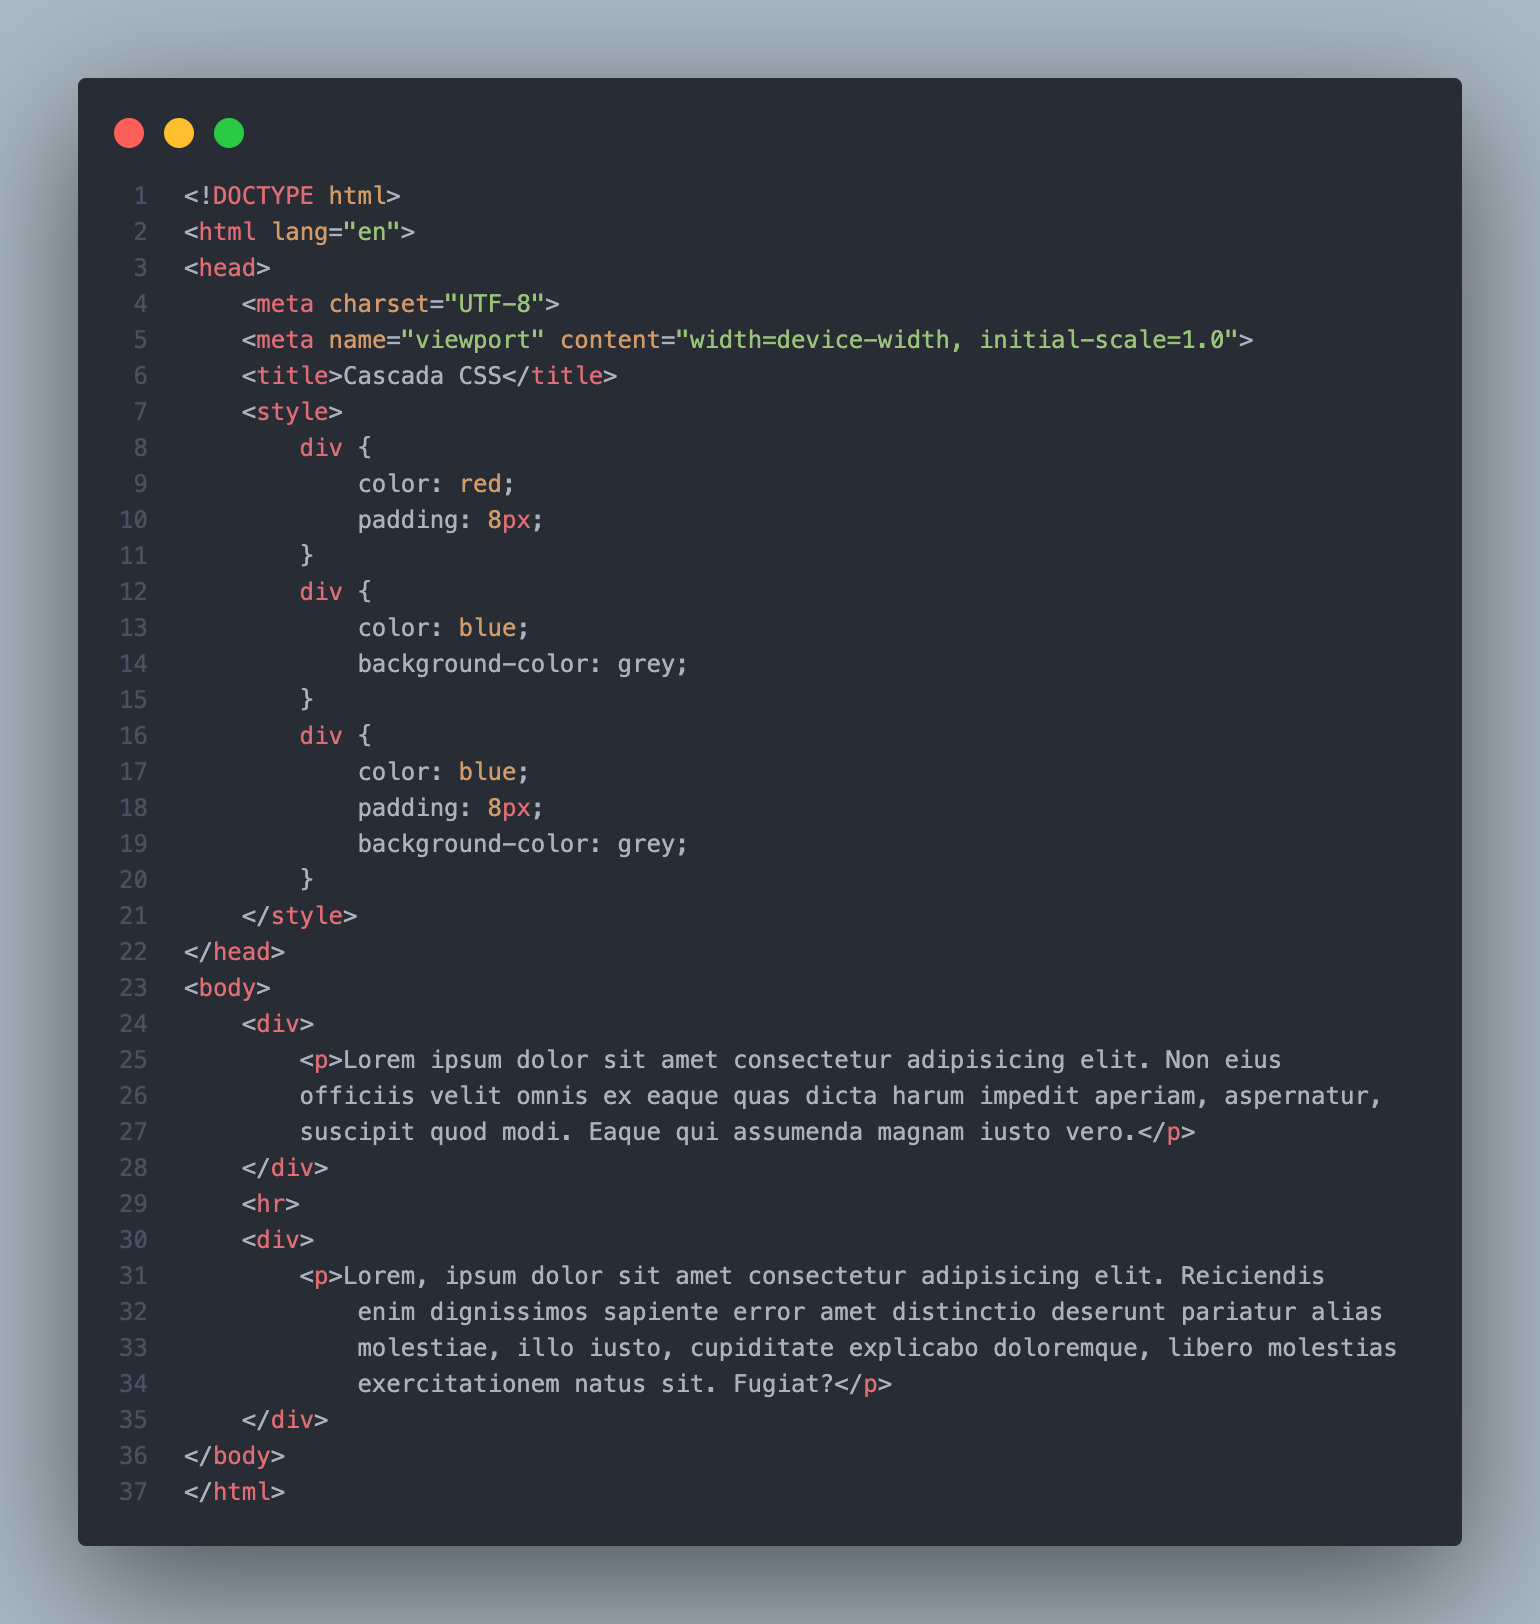 1 <!DOCTYPE html>
2 <html lang="en">
3 <head>
4     <meta charset="UTF-8">
5     <meta name="viewport" content="width=device-width, initial-scale=1.0">
6     <title>Cascada CSS</title>
7     <style>
8         div {
9             color: red;
10             padding: 8px;
11         }
12         div {
13             color: blue;
14             background-color: grey;
15         }
16         div {
17             color: blue;
18             padding: 8px;
19             background-color: grey;
20         }
21     </style>
22 </head>
23 <body>
24     <div>
25         <p>Lorem ipsum dolor sit amet consectetur adipisicing elit. Non eius
26         officiis velit omnis ex eaque quas dicta harum impedit aperiam, aspernatur,
27         suscipit quod modi. Eaque qui assumenda magnam iusto vero.</p>
28     </div>
29     <hr>
30     <div>
31         <p>Lorem, ipsum dolor sit amet consectetur adipisicing elit. Reiciendis
32             enim dignissimos sapiente error amet distinctio deserunt pariatur alias
33             molestiae, illo iusto, cupiditate explicabo doloremque, libero molestias
34             exercitationem natus sit. Fugiat?</p>
35     </div>
36 </body>
37 </html>